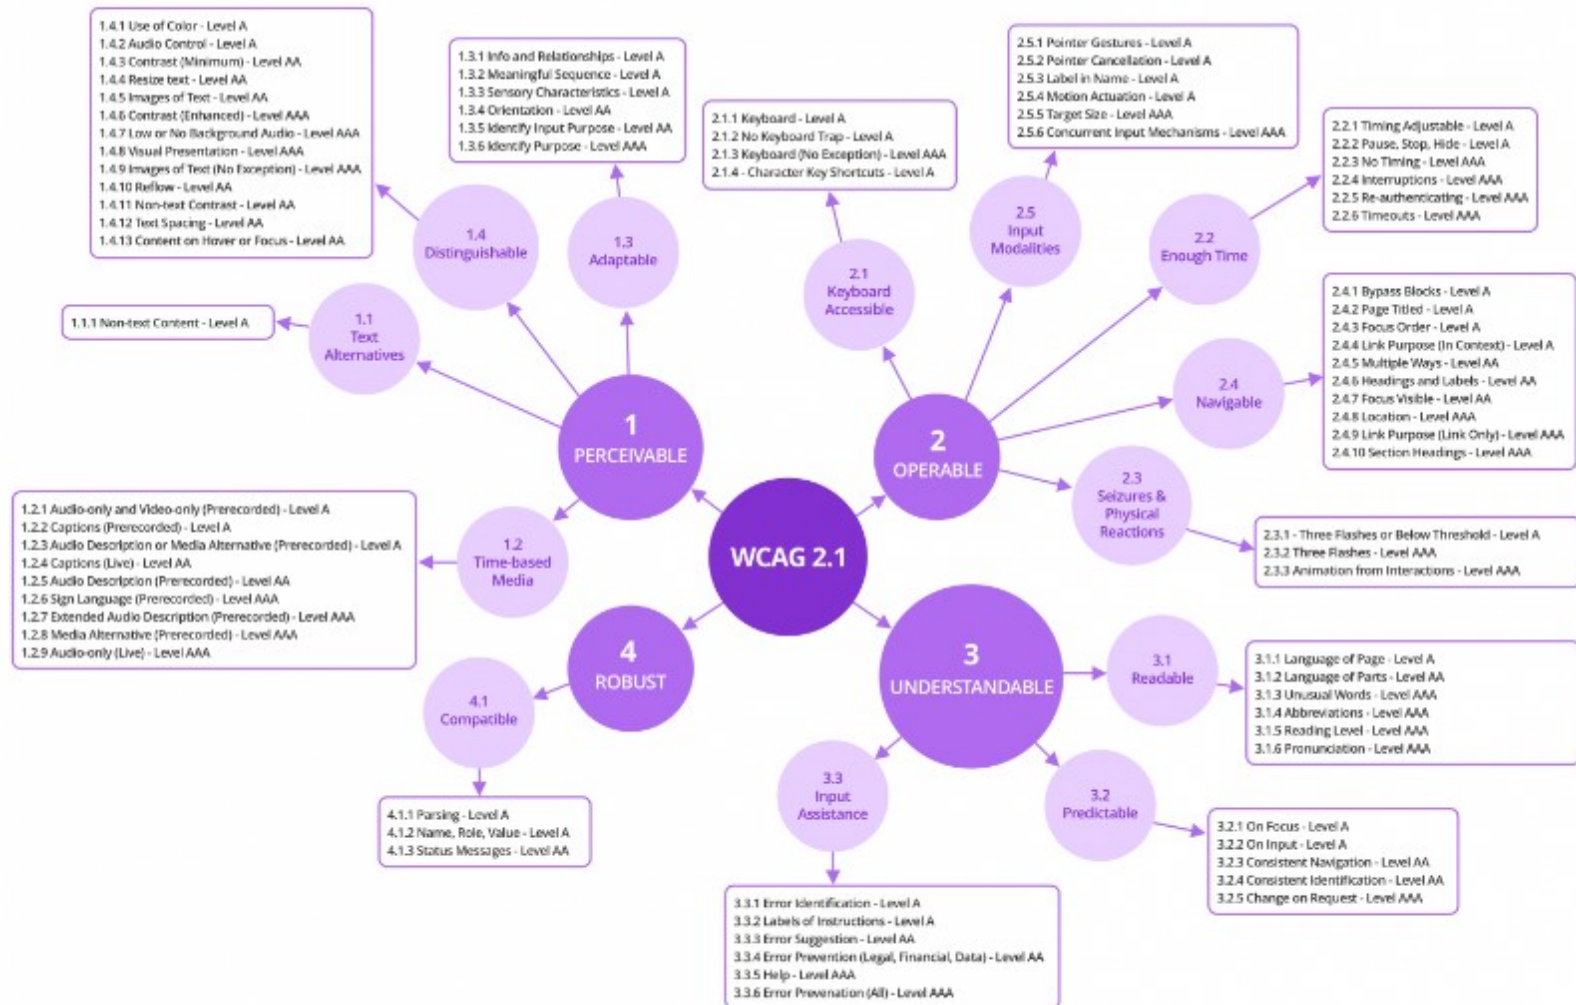 WCAG 2.1
1
PERCEIVABLE
1.1
Text
Alternatives
1.1.1 Non-text Content - Level A
1.2
Time-based
Media
1.2.1 Audio-only and Video-only (Prerecorded) - Level A
1.2.2 Captions (Prerecorded) - Level A
1.2.3 Audio Description or Media Alternative (Prerecorded) - Level A
1.2.4 Captions (Live) - Level AA
1.2.5 Audio Description (Prerecorded) - Level AA
1.2.6 Sign Language (Prerecorded) - Level AAA
1.2.7 Extended Audio Description (Prerecorded) - Level AAA
1.2.8 Media Alternative (Prerecorded) - Level AAA
1.2.9 Audio-only (Live) - Level AAA
1.3
Adaptable
1.3.1 Info and Relationships - Level A
1.3.2 Meaningful Sequence - Level A
1.3.3 Sensory Characteristics - Level A
1.3.4 Orientation - Level AA
1.3.5 Identify Input Purpose - Level AA
1.3.6 Identify Purpose - Level AAA
1.4
Distinguishable
1.4.1 Use of Color - Level A
1.4.2 Audio Control - Level A
1.4.3 Contrast (Minimum) - Level AA
1.4.4 Resize text - Level AA
1.4.5 Images of Text - Level AA
1.4.6 Contrast (Enhanced) - Level AAA
1.4.7 Low or No Background Audio - Level AAA
1.4.8 Visual Presentation - Level AAA
1.4.9 Images of Text (No Exception) - Level AAA
1.4.10 Reflow - Level AA
1.4.11 Non-text Contrast - Level AA
1.4.12 Text Spacing - Level AA
1.4.13 Content on Hover or Focus - Level AA
2
OPERABLE
2.1
Keyboard
Accessible
2.1.1 Keyboard - Level A
2.1.2 No Keyboard Trap - Level A
2.1.3 Keyboard (No Exception) - Level AAA
2.1.4 - Character Key Shortcuts - Level A
2.5
Input
Modalities
2.5.1 Pointer Gestures - Level A
2.5.2 Pointer Cancellation - Level A
2.5.3 Label in Name - Level A
2.5.4 Motion Actuation - Level A
2.5.5 Target Size - Level AAA
2.5.6 Concurrent Input Mechanisms - Level AAA
2.2
Enough Time
2.2.1 Timing Adjustable - Level A
2.2.2 Pause, Stop, Hide - Level A
2.2.3 No Timing - Level AAA
2.2.4 Interruptions - Level AAA
2.2.5 Re-authenticating - Level AAA
2.2.6 Timeouts - Level AAA
2.4
Navigable
2.4.1 Bypass Blocks - Level A
2.4.2 Page Titled - Level A
2.4.3 Focus Order - Level A
2.4.4 Link Purpose (In Context) - Level A
2.4.5 Multiple Ways - Level AA
2.4.6 Headings and Labels - Level AA
2.4.7 Focus Visible - Level AA
2.4.8 Location - Level AAA
2.4.9 Link Purpose (Link Only) - Level AAA
2.4.10 Section Headings - Level AAA
2.3
Seizures &
Physical
Reactions
2.3.1 - Three Flashes or Below Threshold - Level A
2.3.2 Three Flashes - Level AAA
2.3.3 Animation from Interactions - Level AAA
3
UNDERSTANDABLE
3.1
Readable
3.1.1 Language of Page - Level A
3.1.2 Language of Parts - Level AA
3.1.3 Unusual Words - Level AAA
3.1.4 Abbreviations - Level AAA
3.1.5 Reading Level - Level AAA
3.1.6 Pronunciation - Level AAA
3.2
Predictable
3.2.1 On Focus - Level A
3.2.2 On Input - Level A
3.2.3 Consistent Navigation - Level AA
3.2.4 Consistent Identification - Level AA
3.2.5 Change on Request - Level AAA
3.3
Input
Assistance
3.3.1 Error Identification - Level A
3.3.2 Labels of Instructions - Level A
3.3.3 Error Suggestion - Level AA
3.3.4 Error Prevention (Legal, Financial, Data) - Level AA
3.3.5 Help - Level AAA
3.3.6 Error Prevenation (All) - Level AAA
4
ROBUST
4.1
Compatible
4.1.1 Parsing - Level A
4.1.2 Name, Role, Value - Level A
4.1.3 Status Messages - Level AA